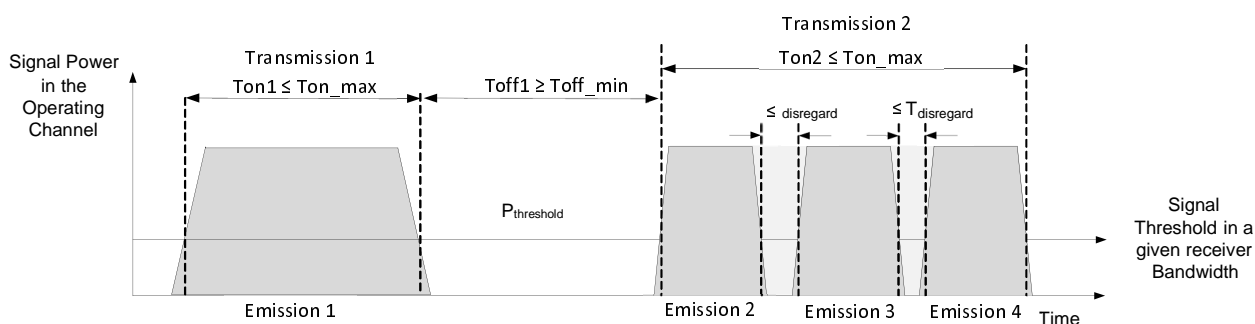 Transmission 2
Transmission 1
Signal Power
in the
Operating
Channel
Ton1 ≤ Ton_max
Toff1 ≥ Toff_min
Ton2 ≤ Ton_max
≤ disregard
≤ Tdisregard
Pthreshold
Signal
Threshold in a
given receiver
Bandwidth
Emission 1
Emission 2
Emission 3
Emission 4
Time